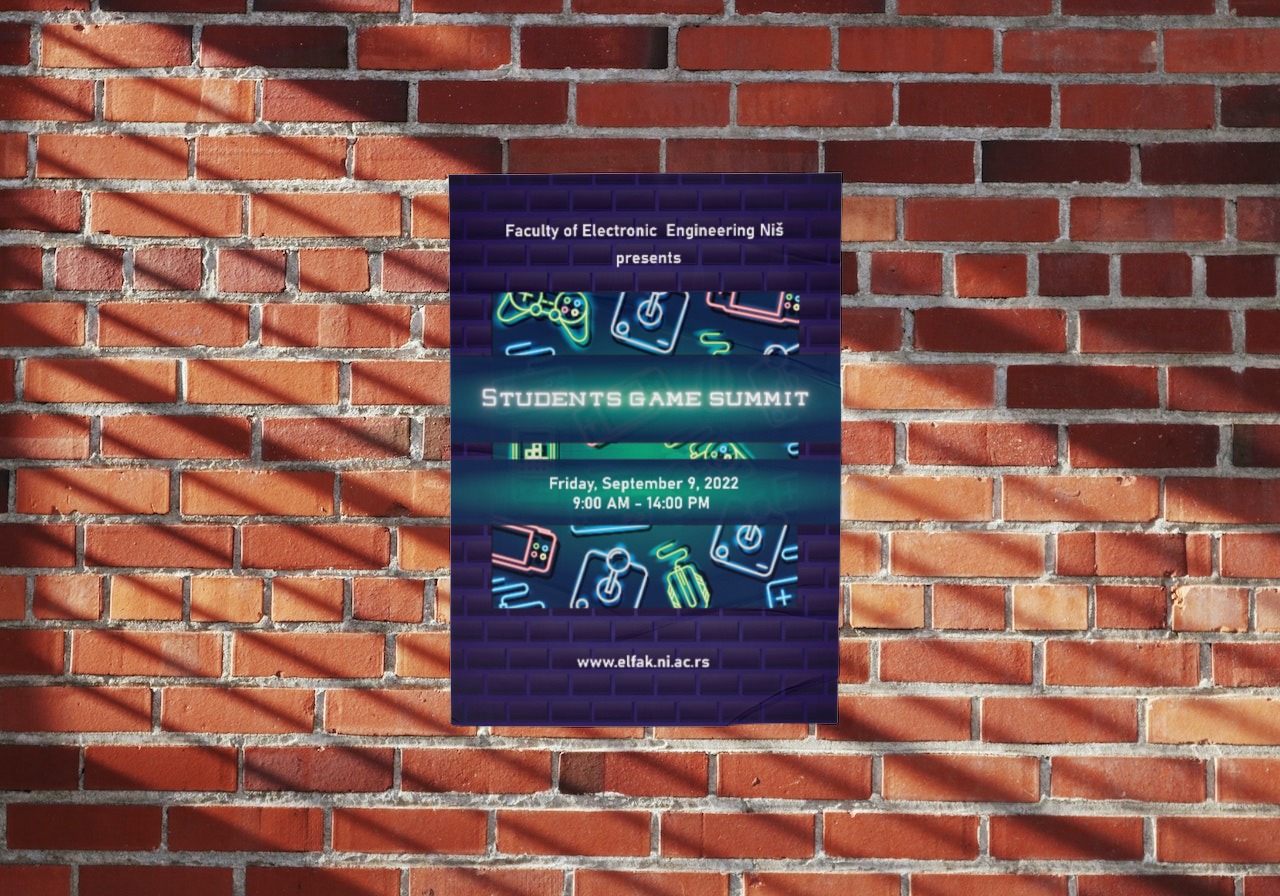 Faculty of Electronic Engineering Niš
presents
STUDENTS GAME SUMMIT
Friday, September 9, 2022
9:00 AM - 14:00 PM
www.elfak.ni.ac.rs